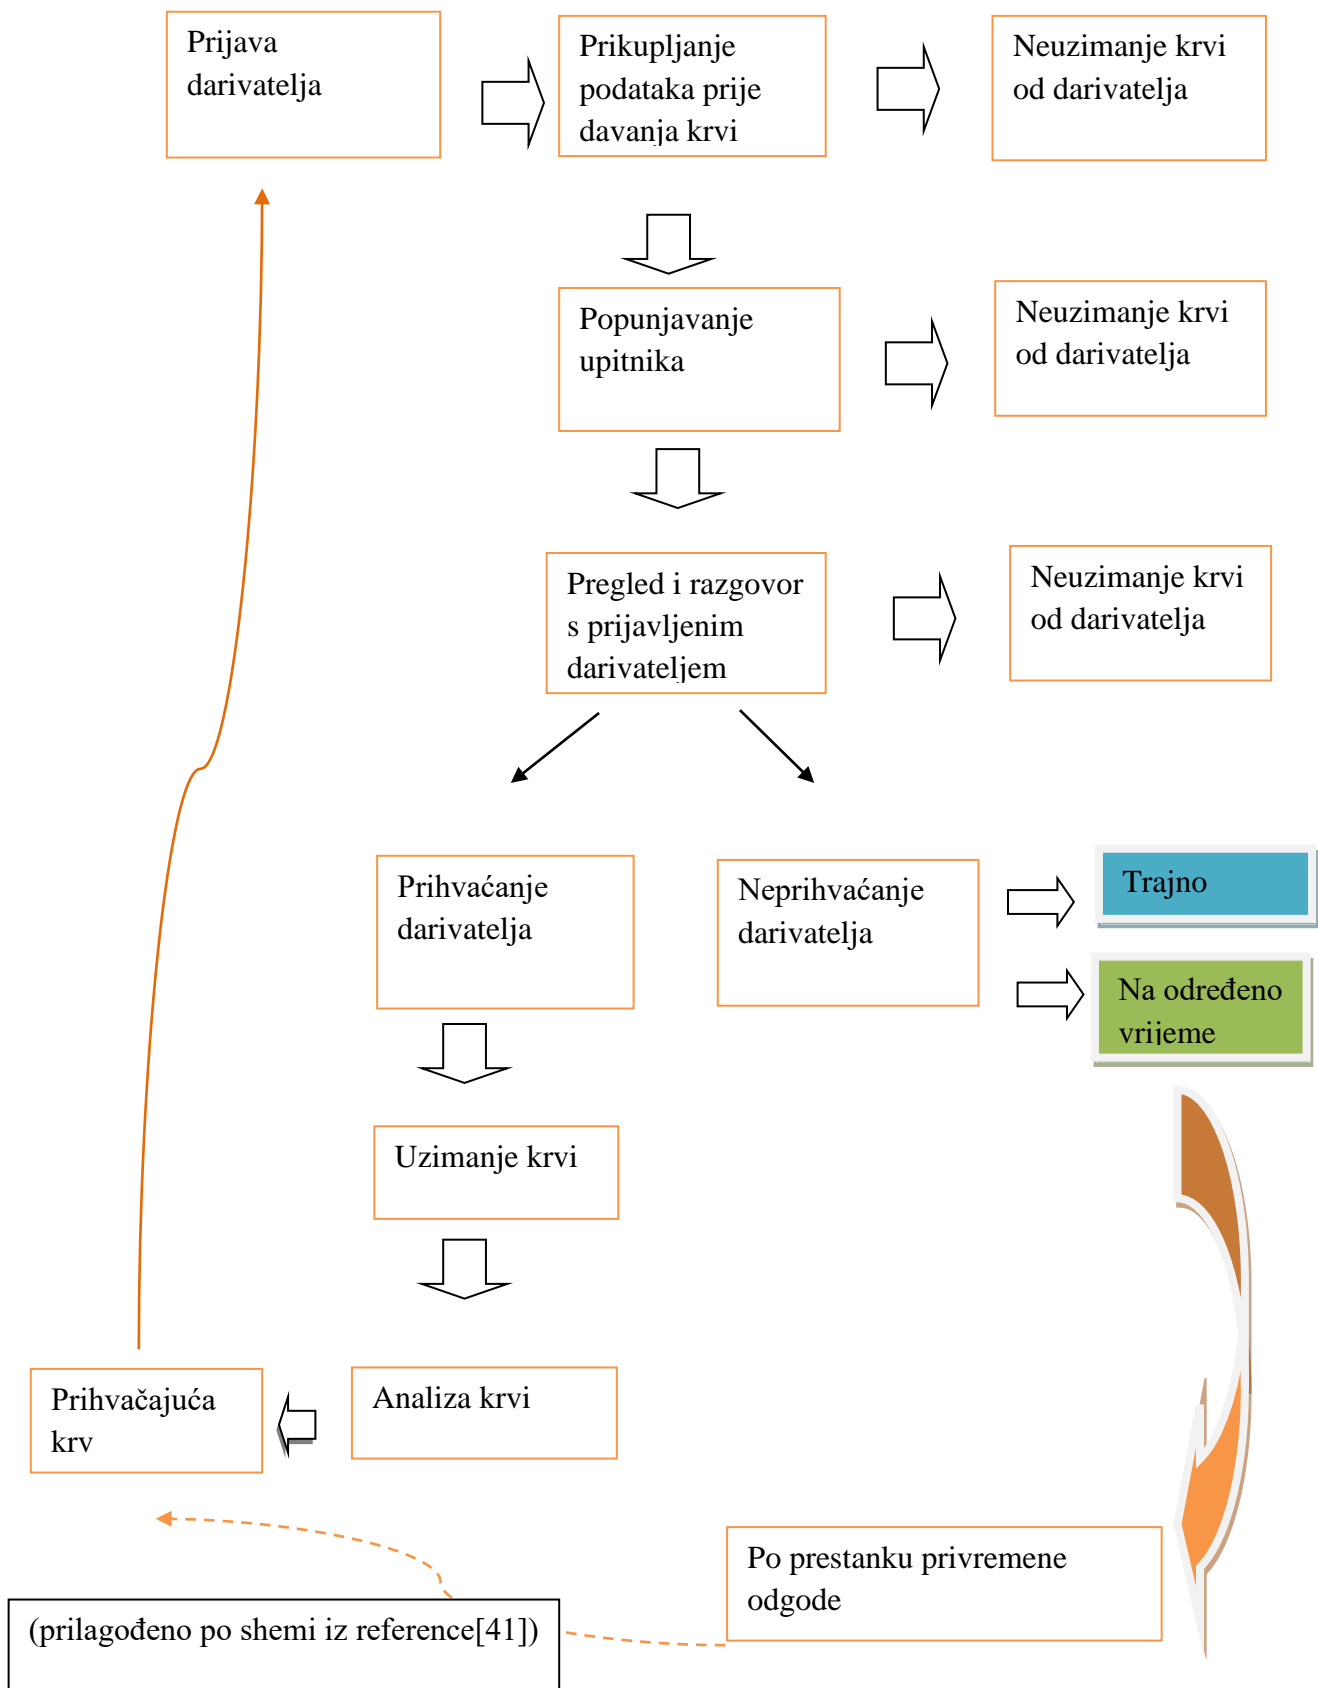 Prijava
darivatelja
Prikupljanje
podataka prije
davanja krvi
Neuzimanje krvi
od darivatelja
Popunjavanje
upitnika
Neuzimanje krvi
od darivatelja
Pregled i razgovor
s prijavljenim
darivateljem
Neuzimanje krvi
od darivatelja
Prihvaćanje
darivatelja
Neprihvaćanje
darivatelja
Trajno
Na određeno
vrijeme
Uzimanje krvi
Prihvačajuća
krv
Analiza krvi
Po prestanku privremene
odgode
(prilagođeno po shemi iz reference[41])